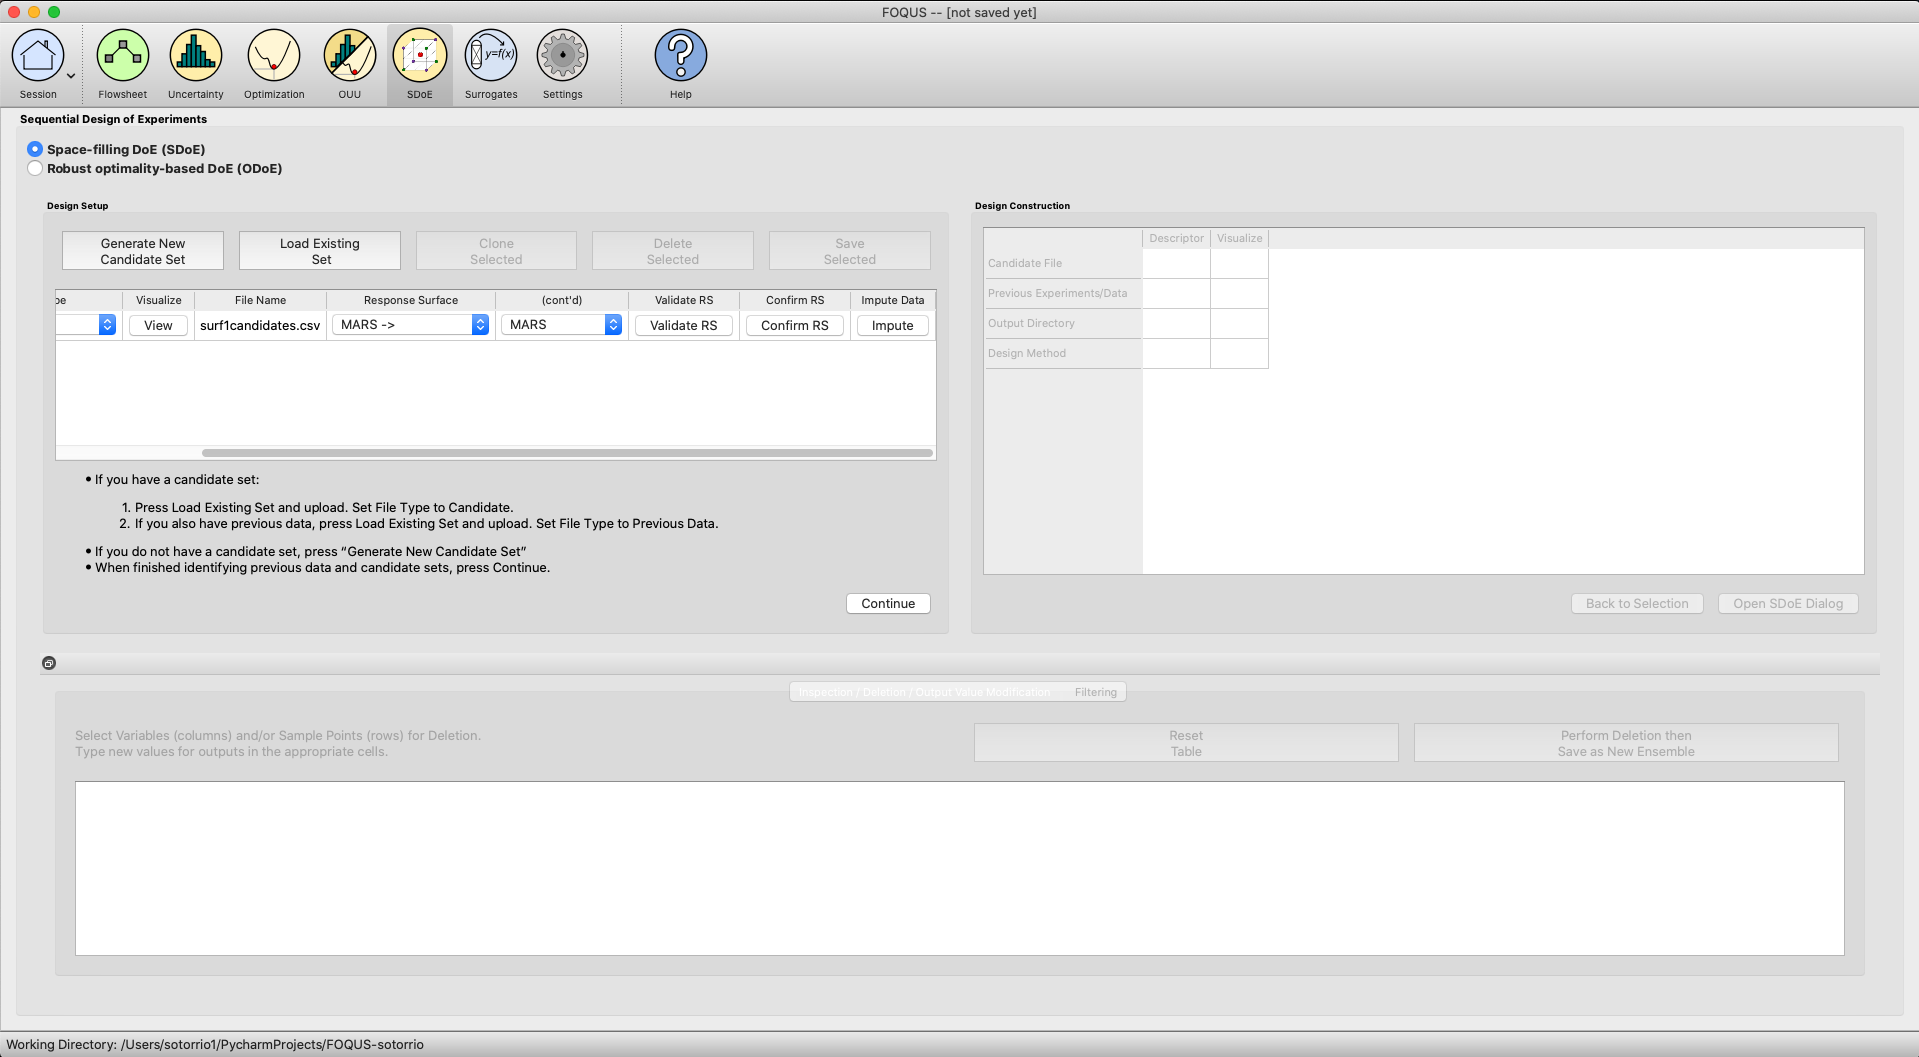 FOQUS -- [not saved yet]
y=f(x)
Session
Flowsheet
Uncertainty
Optimization
OUU
SDoE
Surrogates
Settings
Help
Sequential Design of Experiments
Space-filling DoE (SDoE)
Robust optimality-based DoE (ODoE)
Design Setup
Generate New
Candidate Set
Load Existing
Set
Clone
Selected
Delete
Selected
Save
Selected
pe
Visualize
File Name
Response Surface
(cont'd)
Validate RS
Confirm RS
Impute Data
View
surf1candidates.csv
MARS ->
MARS
Validate RS
Confirm RS
Impute
• If you have a candidate set:
1. Press Load Existing Set and upload. Set File Type to Candidate.
2. If you also have previous data, press Load Existing Set and upload. Set File Type to Previous Data.
• If you do not have a candidate set, press “Generate New Candidate Set”
• When finished identifying previous data and candidate sets, press Continue.
Continue
Design Construction
Descriptor
Visualize
Candidate File
Previous Experiments/Data
Output Directory
Design Method
Back to Selection
Open SDoE Dialog
Inspection / Deletion / Output Value Modification
Filtering
Select Variables (columns) and/or Sample Points (rows) for Deletion.
Type new values for outputs in the appropriate cells.
Reset
Table
Perform Deletion then
Save as New Ensemble
Working Directory: /Users/sotorrio1/PycharmProjects/FOQUS-sotorrio